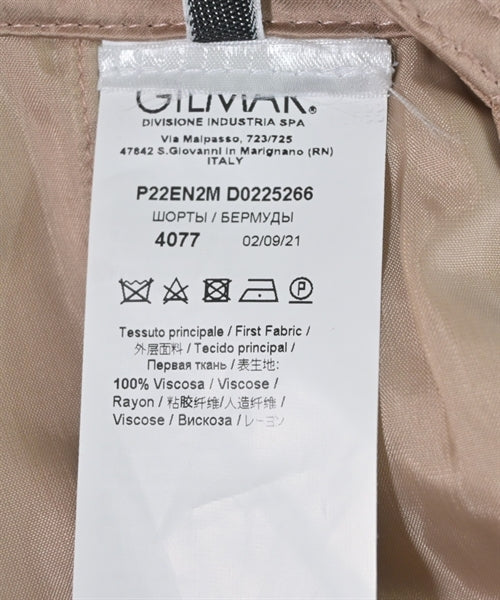 GILMAR®
DIVISIONE INDUSTRIA SPA
Via Malpasso, 723/725
47842 S.Giovanni in Marignano (RN)
ITALY
P22EN2M D0225266
ШОРТЫ / БЕРМУДЫ
4077 02/09/21
P
Tessuto principale / First Fabric /
外层面料 / Tecido principal /
Первая ткань / 表生地:
100% Viscosa / Viscose /
Rayon / 粘胶纤维/人造纤维 /
Viscose / Вискоза / レーヨン